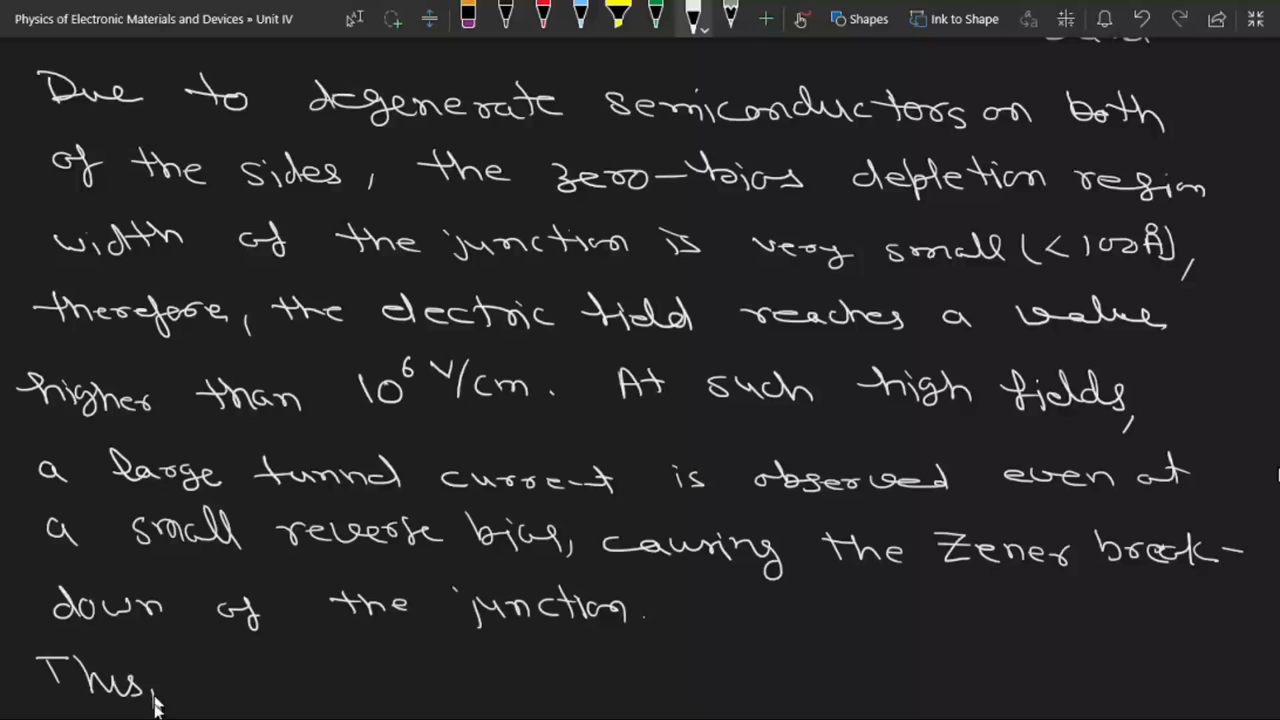 Physics of Electronic Materials and Devices » Unit IV
Shapes
Ink to Shape
Due to degenerate semiconductors on both
of the sides, the zero-bias depletion region
width of the junction is very small (< 100Å),
therefore, the electric field reaches a value
higher than 10⁶ V/cm. At such high fields,
a large tunnel current is observed even at
a small reverse bias, causing the Zener break-
down of the junction.
This,